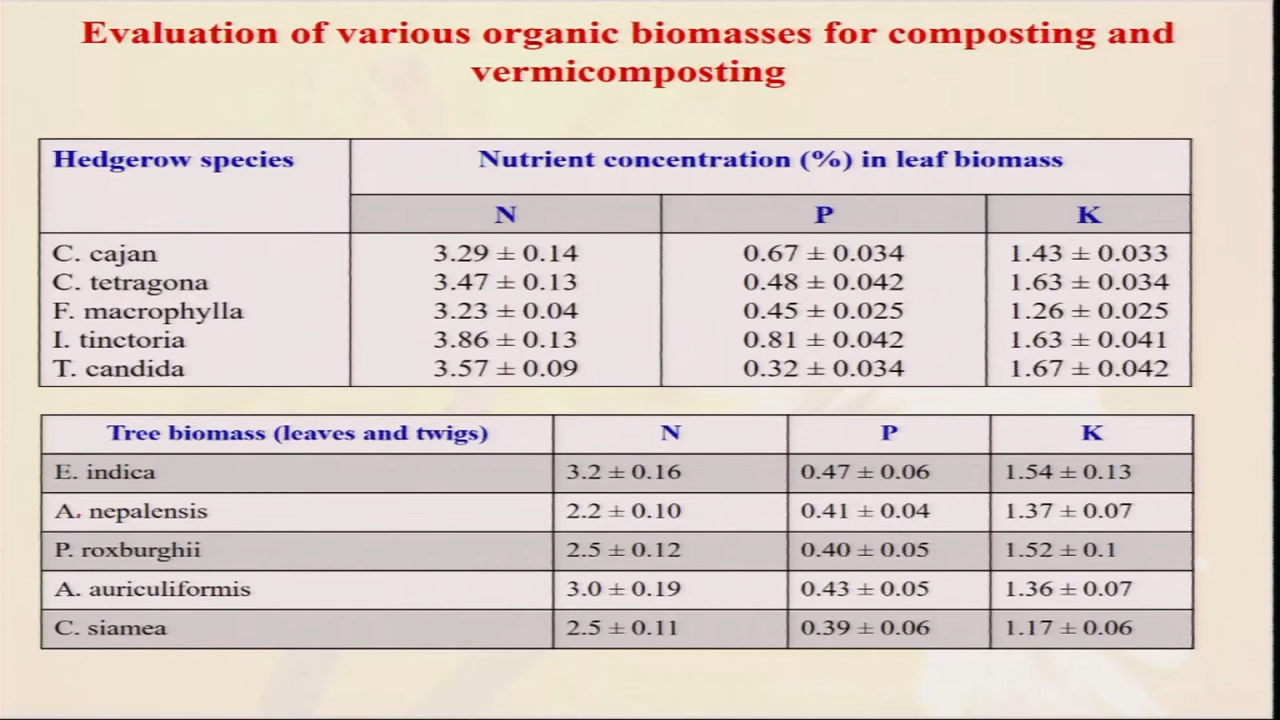 Evaluation of various organic biomasses for composting and
vermicomposting
Hedgerow species Nutrient concentration (%) in leaf biomass
N P K
C. cajan 3.29 ± 0.14 0.67 ± 0.034 1.43 ± 0.033
C. tetragona 3.47 ± 0.13 0.48 ± 0.042 1.63 ± 0.034
F. macrophylla 3.23 ± 0.04 0.45 ± 0.025 1.26 ± 0.025
I. tinctoria 3.86 ± 0.13 0.81 ± 0.042 1.63 ± 0.041
T. candida 3.57 ± 0.09 0.32 ± 0.034 1.67 ± 0.042
Tree biomass (leaves and twigs) N P K
E. indica 3.2 ± 0.16 0.47 ± 0.06 1.54 ± 0.13
A. nepalensis 2.2 ± 0.10 0.41 ± 0.04 1.37 ± 0.07
P. roxburghii 2.5 ± 0.12 0.40 ± 0.05 1.52 ± 0.1
A. auriculiformis 3.0 ± 0.19 0.43 ± 0.05 1.36 ± 0.07
C. siamea 2.5 ± 0.11 0.39 ± 0.06 1.17 ± 0.06